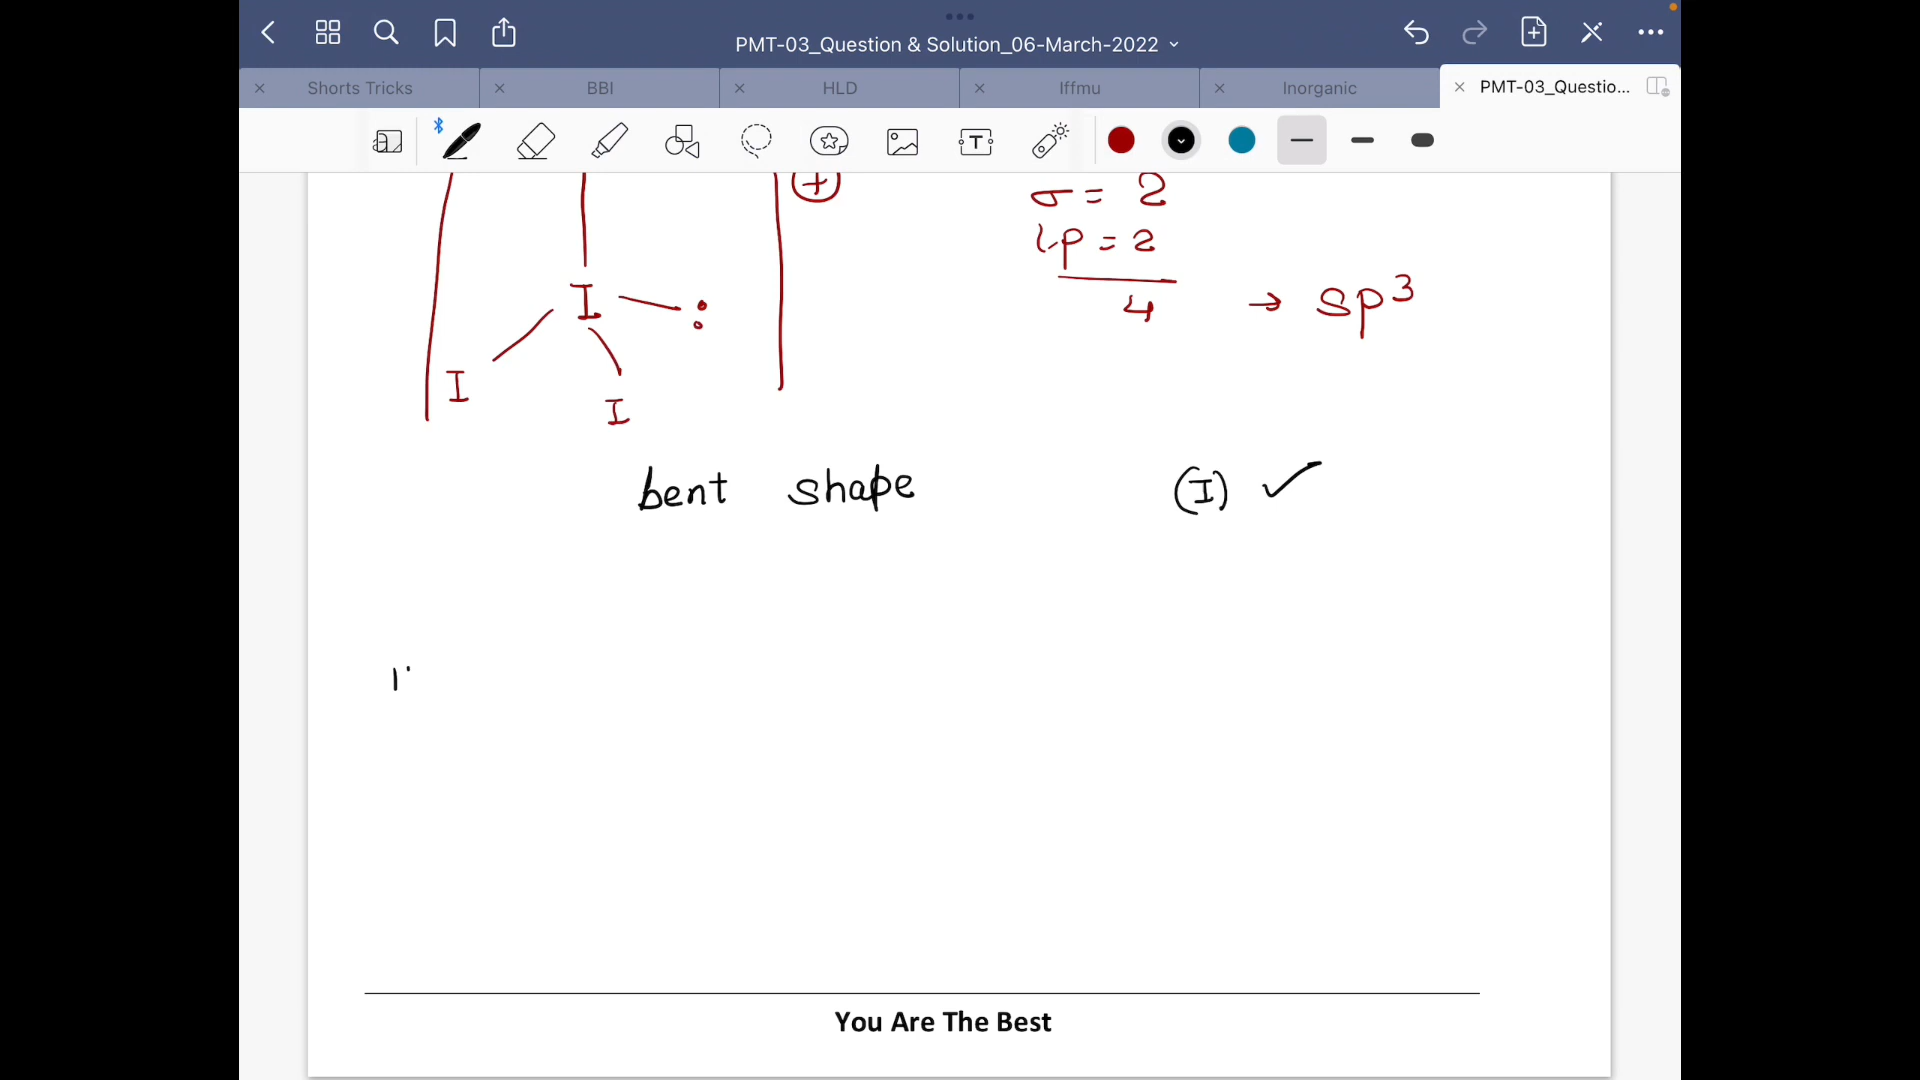 PMT-03_Question & Solution_06-March-2022
Shorts Tricks
BBI
HLD
Iffmu
Inorganic
PMT-03_Questio...
+
σ = 2
l.p = 2
4 → sp³
I :
I
I
bent shape (I) ✓
You Are The Best